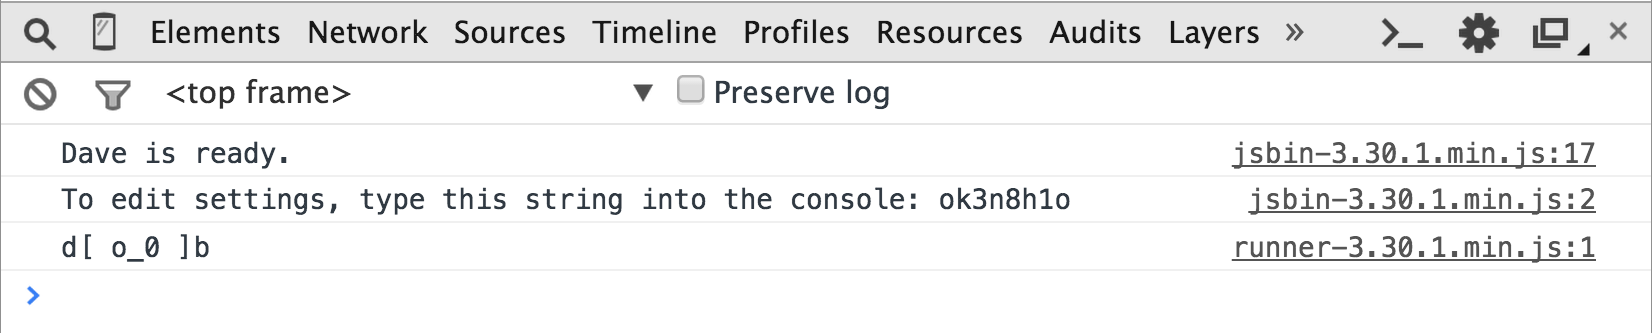 Elements Network Sources Timeline Profiles Resources Audits Layers »
<top frame> ▼ Preserve log
Dave is ready. jsbin-3.30.1.min.js:17
To edit settings, type this string into the console: ok3n8h1o jsbin-3.30.1.min.js:2
d[ o_0 ]b runner-3.30.1.min.js:1